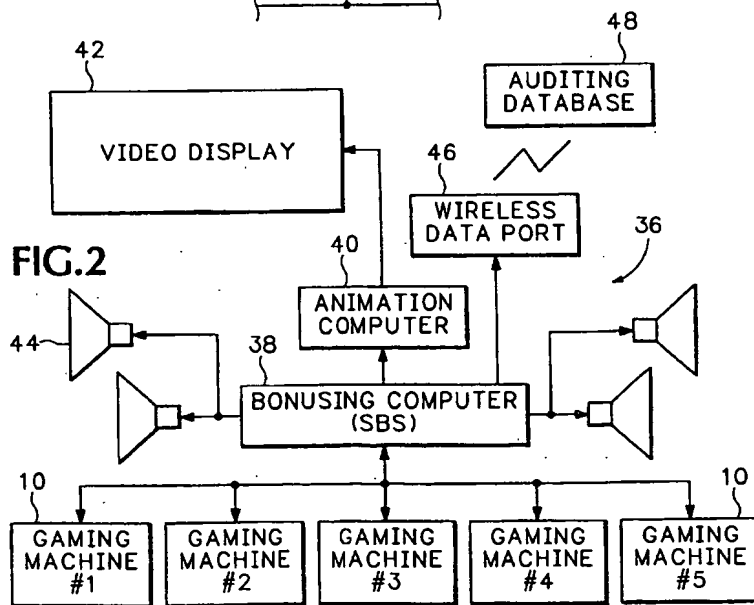 42
48
AUDITING
DATABASE
VIDEO DISPLAY
46
WIRELESS
DATA PORT
36
FIG.2
40
ANIMATION
COMPUTER
44
38
BONUSING COMPUTER
(SBS)
10
10
GAMING
MACHINE
#1
GAMING
MACHINE
#2
GAMING
MACHINE
#3
GAMING
MACHINE
#4
GAMING
MACHINE
#5